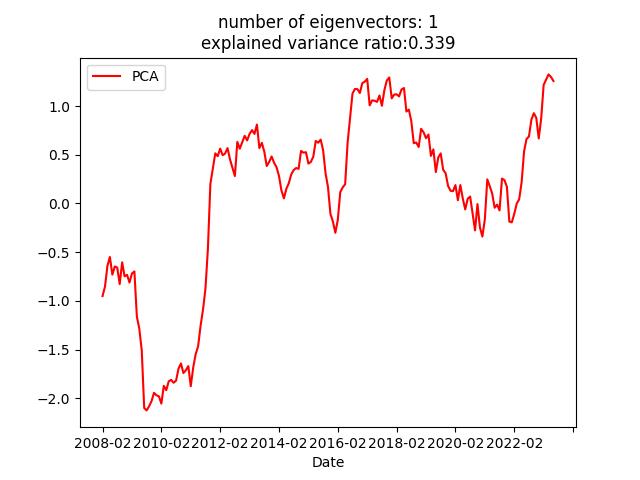 number of eigenvectors: 1
explained variance ratio:0.339
PCA
1.0
0.5
0.0
−0.5
−1.0
−1.5
−2.0
2008-02 2010-02 2012-02 2014-02 2016-02 2018-02 2020-02 2022-02
Date